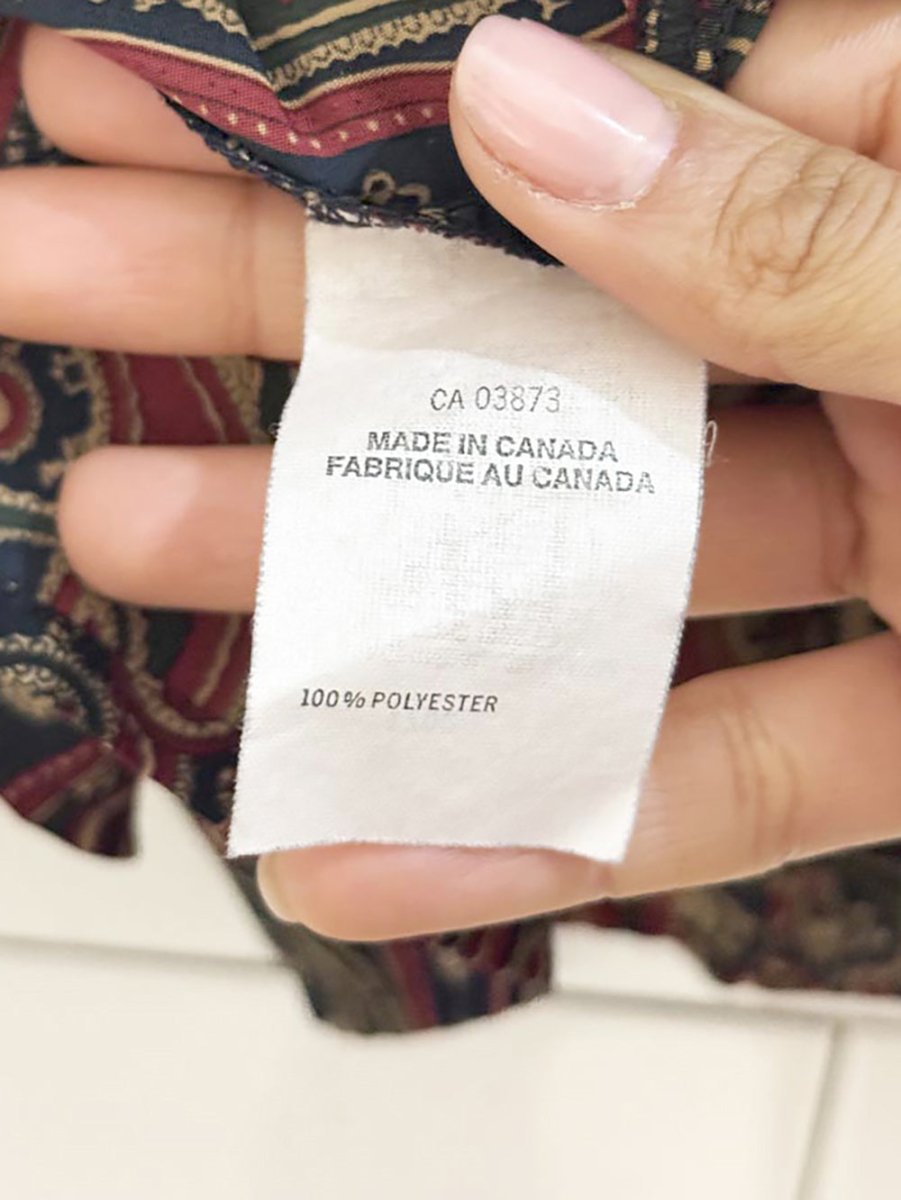 CA 03873
MADE IN CANADA
FABRIQUE AU CANADA
100% POLYESTER